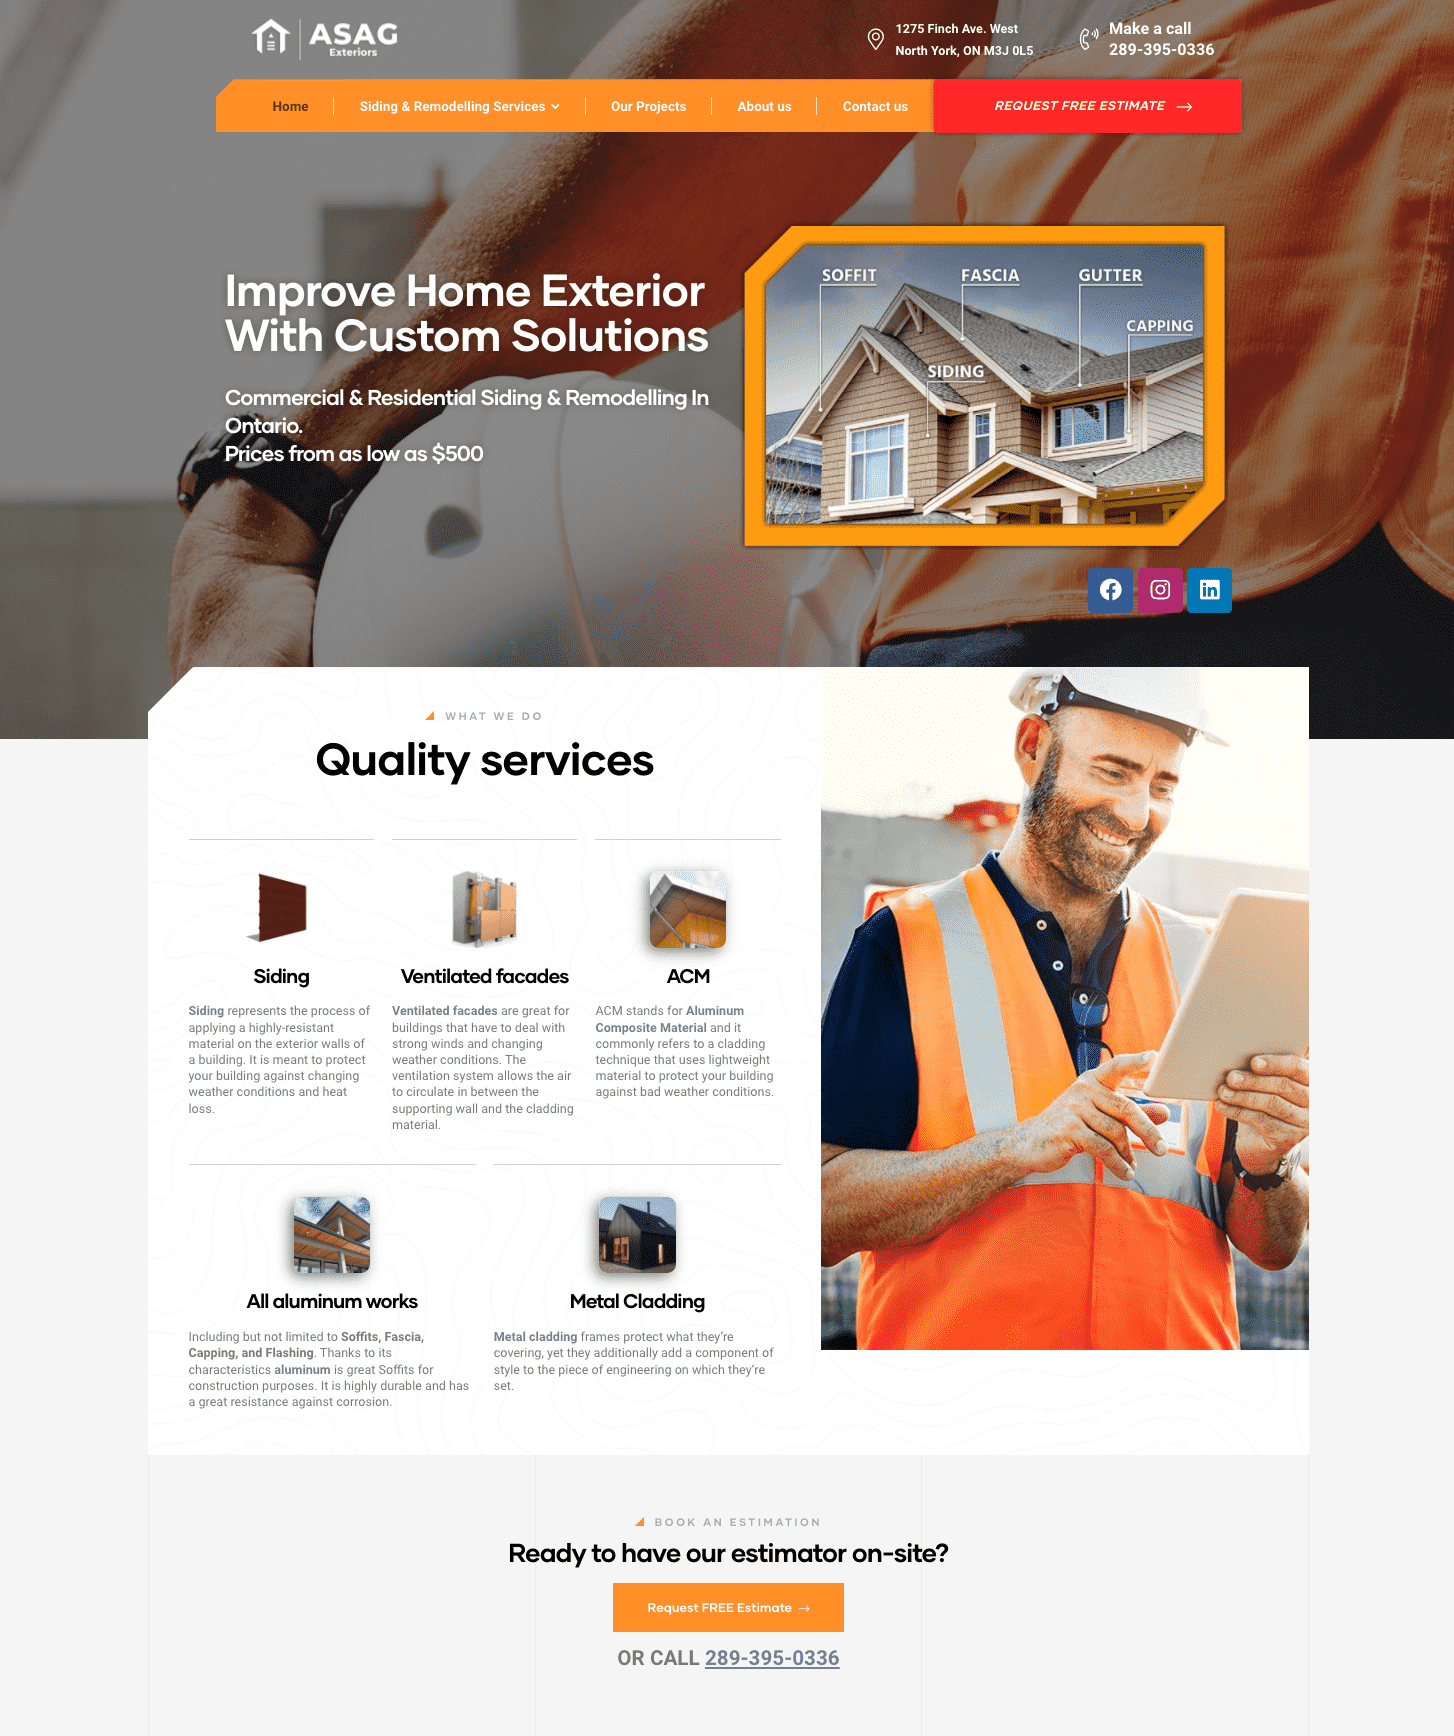 ASAG
Exteriors
1275 Finch Ave. West
North York, ON M3J 0L5
Make a call
289-395-0336
Home
Siding & Remodelling Services
Our Projects
About us
Contact us
REQUEST FREE ESTIMATE →
Improve Home Exterior
With Custom Solutions
Commercial & Residential Siding & Remodelling In
Ontario.
Prices from as low as $500
SOFFIT
FASCIA
GUTTER
CAPPING
SIDING
WHAT WE DO
Quality services
Siding
Siding represents the process of
applying a highly-resistant
material on the exterior walls of
a building. It is meant to protect
your building against changing
weather conditions and heat
loss.
Ventilated facades
Ventilated facades are great for
buildings that have to deal with
strong winds and changing
weather conditions. The
ventilation system allows the air
to circulate in between the
supporting wall and the cladding
material.
ACM
ACM stands for Aluminum
Composite Material and it
commonly refers to a cladding
technique that uses lightweight
material to protect your building
against bad weather conditions.
All aluminum works
Including but not limited to Soffits, Fascia,
Capping, and Flashing. Thanks to its
characteristics aluminum is great Soffits for
construction purposes. It is highly durable and has
a great resistance against corrosion.
Metal Cladding
Metal cladding frames protect what they're
covering, yet they additionally add a component of
style to the piece of engineering on which they're
set.
BOOK AN ESTIMATION
Ready to have our estimator on-site?
Request FREE Estimate →
OR CALL 289-395-0336